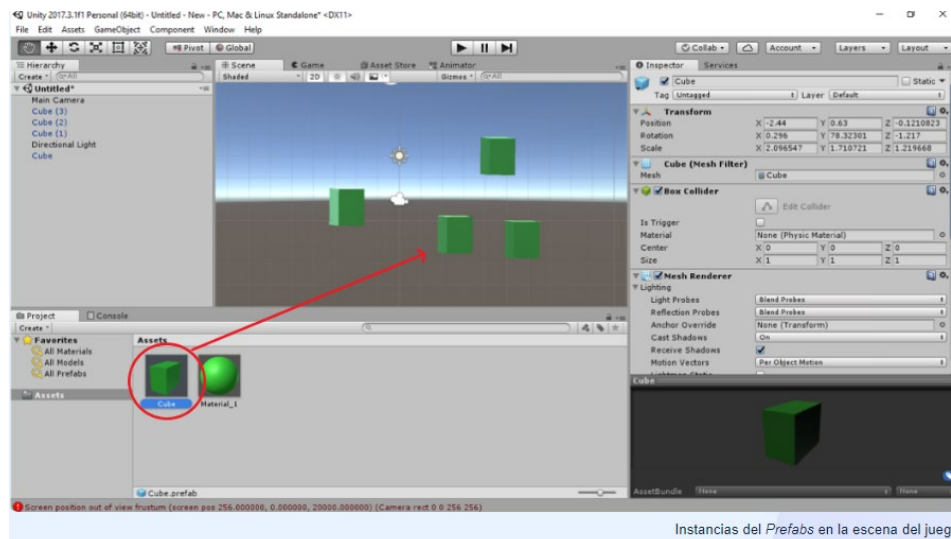 Unity 2017.3.1f1 Personal (64bit) - Untitled - New - PC, Mac & Linux Standalone* <DX11>
File Edit Assets GameObject Component Window Help
Pivot Global Collab Account Layers Layout
Hierarchy
Create All
Untitled*
Main Camera
Cube (3)
Cube (2)
Cube (1)
Directional Light
Cube
Scene Game Asset Store Animator
Shaded 2D Gizmos All
Inspector Services
Cube Static
Tag Untagged Layer Default
Transform
Position X -2.44 Y 0.63 Z -0.1210823
Rotation X 0.296 Y 78.32301 Z -1.217
Scale X 2.096547 Y 1.710721 Z 1.219668
Cube (Mesh Filter)
Mesh Cube
Box Collider
Edit Collider
Is Trigger
Material None (Physic Material)
Center X 0 Y 0 Z 0
Size X 1 Y 1 Z 1
Mesh Renderer
Lighting
Light Probes Blend Probes
Reflection Probes Blend Probes
Anchor Override None (Transform)
Cast Shadows On
Receive Shadows
Motion Vectors Per Object Motion
Lightmap Static
Project Console
Create
Favorites
All Materials
All Models
All Prefabs
Assets
Assets
Cube Material_1
Cube.prefab
Cube
AssetBundle None None
Screen position out of view frustum (screen pos 256.000000, 0.000000, 20000.000000) (Camera rect 0 0 256 256)
Instancias del Prefabs en la escena del jueg